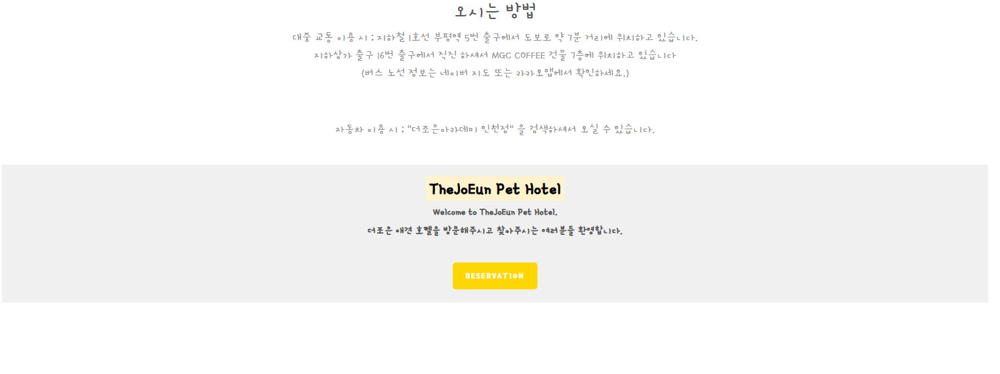 오시는 방법
대중 교통 이용 시 : 지하철 1호선 부평역 5번 출구에서 도보로 약 7분 거리에 위치하고 있습니다.
지하상가 출구 16번 출구에서 직진 하셔서 MGC COFFEE 건물 7층에 위치하고 있습니다
(버스 노선 정보는 네이버 지도 또는 카카오맵에서 확인하세요.)
자동차 이용 시 : "더조은아카데미 인천점" 을 검색하셔서 오실 수 있습니다.
TheJoEun Pet Hotel
Welcome to TheJoEun Pet Hotel.
더조은 애견 호텔을 방문해주시고 찾아주시는 여러분들 환영합니다.
RESERVATION